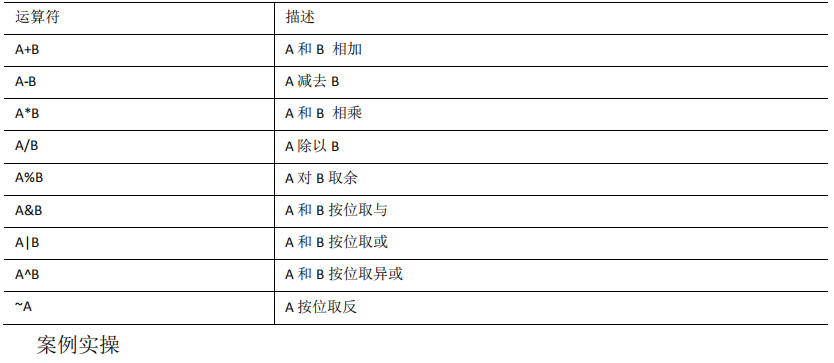 运算符 描述
A+B A 和 B 相加
A-B A 减去 B
A*B A 和 B 相乘
A/B A 除以 B
A%B A 对 B 取余
A&B A 和 B 按位取与
A|B A 和 B 按位取或
A^B A 和 B 按位取异或
~A A 按位取反
案例实操